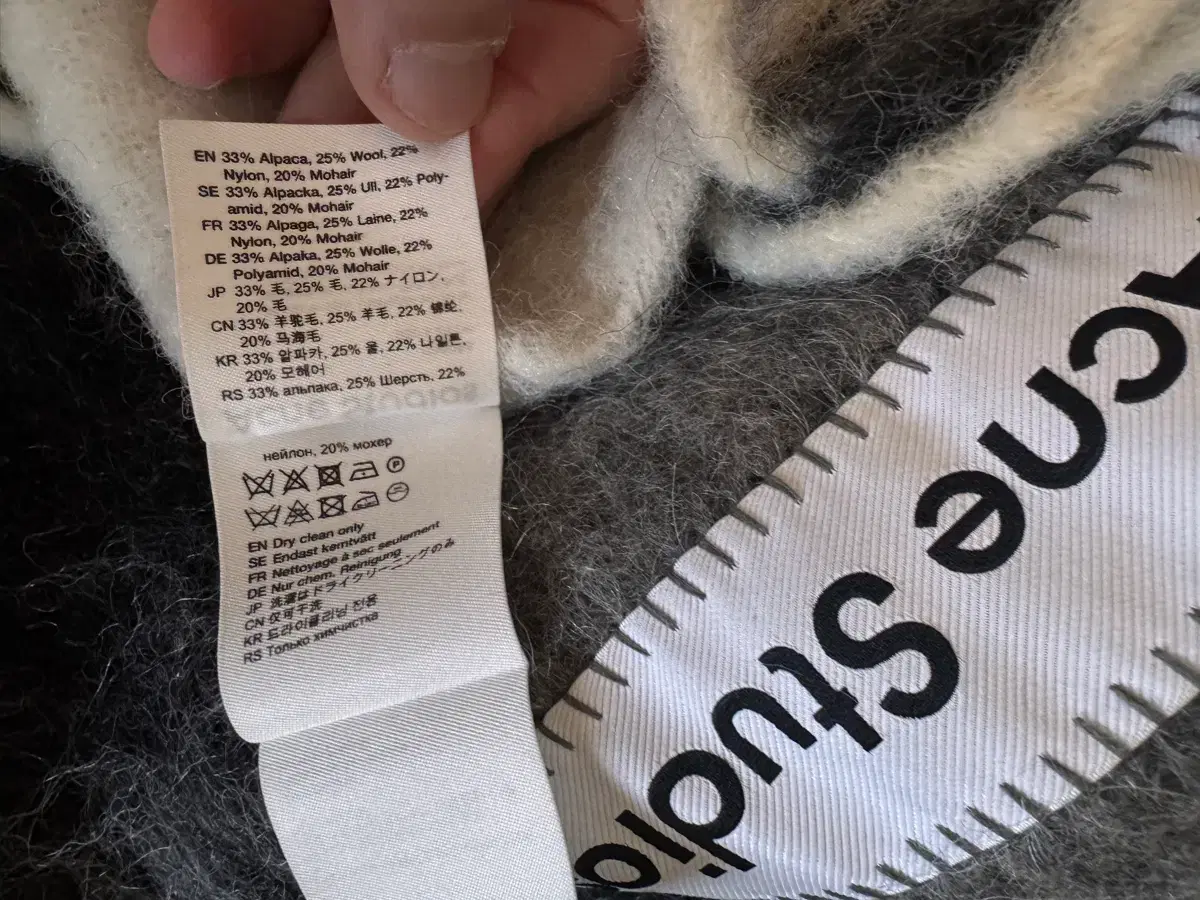 EN 33% Alpaca, 25% Wool, 22%
Nylon, 20% Mohair
SE 33% Alpacka, 25% Ull, 22% Poly-
amid, 20% Mohair
FR 33% Alpaga, 25% Laine, 22%
Nylon, 20% Mohair
DE 33% Alpaka, 25% Wolle, 22%
Polyamid, 20% Mohair
JP 33% 毛, 25% 毛, 22% ナイロン,
20% 毛
CN 33% 羊驼毛, 25% 羊毛, 22% 锦纶,
20% 马海毛
KR 33% 알파카, 25% 울, 22% 나일론,
20% 모헤어
RS 33% альпака, 25% Шерсть, 22%
нейлон, 20% мохер
P
EN Dry clean only
SE Endast kemtvätt
FR Nettoyage à sec seulement
DE Nur chem. Reinigung
JP 洗濯はドライクリーニングのみ
CN 仅可干洗
KR 드라이클리닝 전용
RS Только химчистка
cne Studio